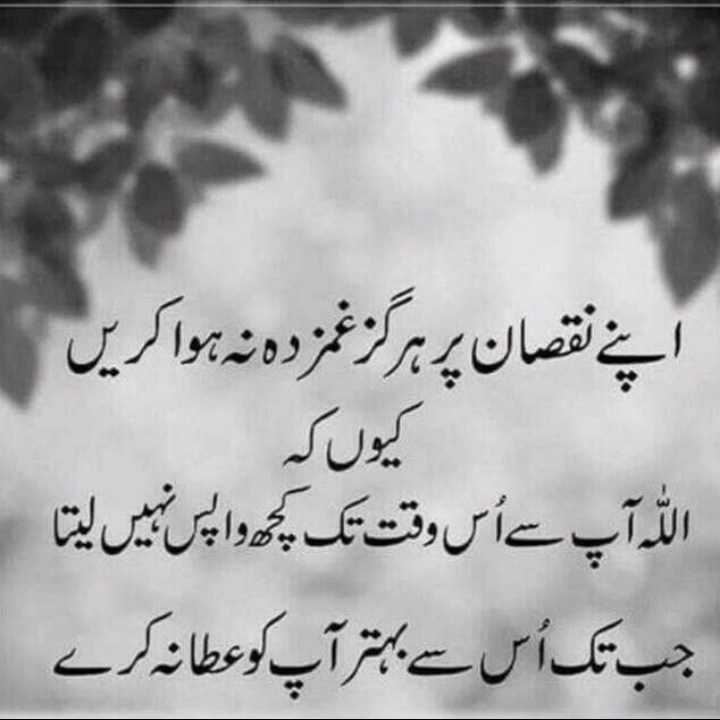 اپنے نقصان پر ہرگز غمزدہ نہ ہوا کریں
کیوں کہ
اللہ آپ سے اُس وقت تک کچھ واپس نہیں لیتا
جب تک اُس سے بہتر آپ کو عطا نہ کرے